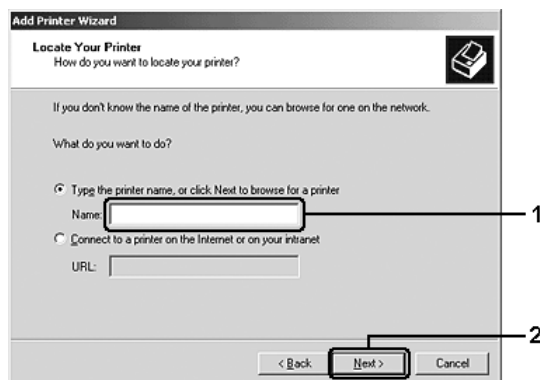 Add Printer Wizard
Locate Your Printer
How do you want to locate your printer?
If you don't know the name of the printer, you can browse for one on the network.
What do you want to do?
Type the printer name, or click Next to browse for a printer
Name:
1
Connect to a printer on the Internet or on your intranet
URL:
2
< Back Next > Cancel